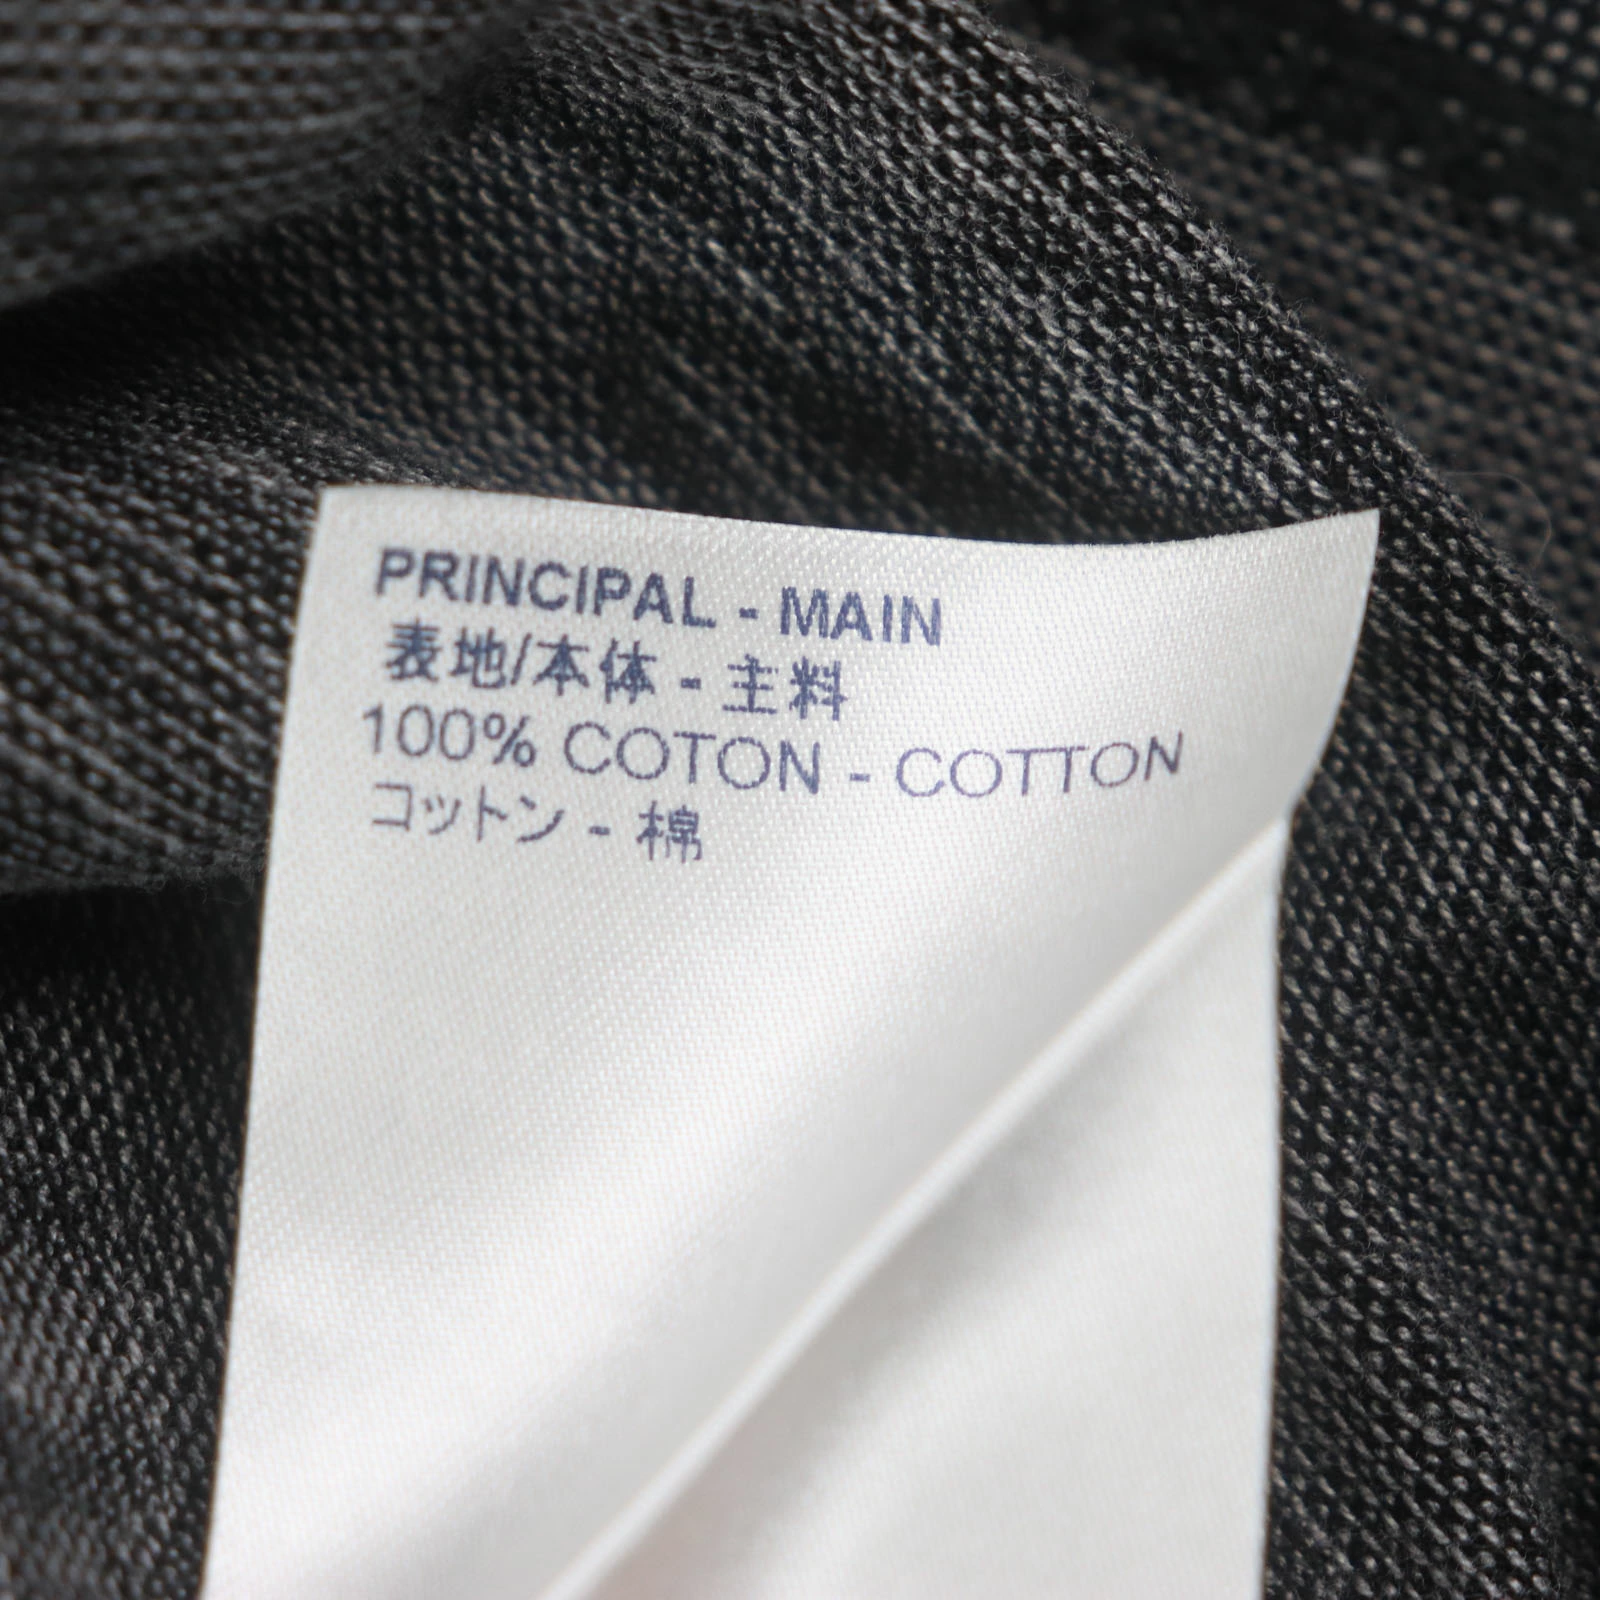 PRINCIPAL - MAIN
表地/本体 - 主料
100% COTON - COTTON
コットン - 棉